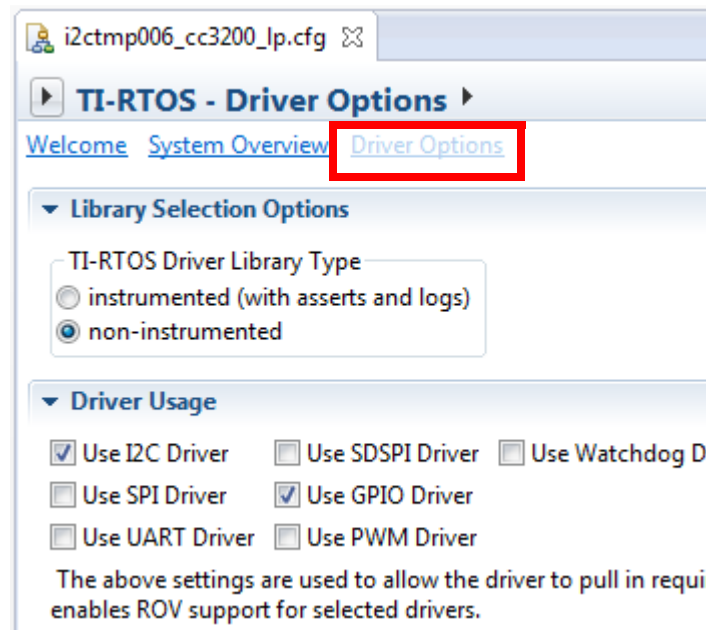 i2ctmp006_cc3200_lp.cfg
TI-RTOS - Driver Options
Welcome System Overview Driver Options
Library Selection Options
TI-RTOS Driver Library Type
instrumented (with asserts and logs)
non-instrumented
Driver Usage
Use I2C Driver Use SDSPI Driver Use Watchdog D
Use SPI Driver Use GPIO Driver
Use UART Driver Use PWM Driver
The above settings are used to allow the driver to pull in requi
enables ROV support for selected drivers.